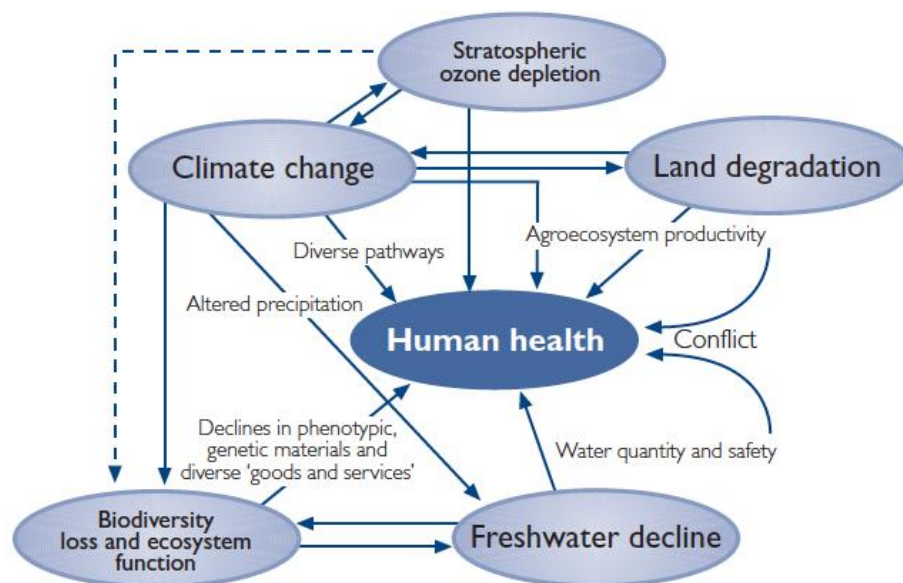 Stratospheric
ozone depletion
Climate change
Land degradation
Diverse pathways
Agroecosystem productivity
Altered precipitation
Human health
Conflict
Declines in phenotypic,
genetic materials and
diverse ‘goods and services’
Water quantity and safety
Biodiversity
loss and ecosystem
function
Freshwater decline